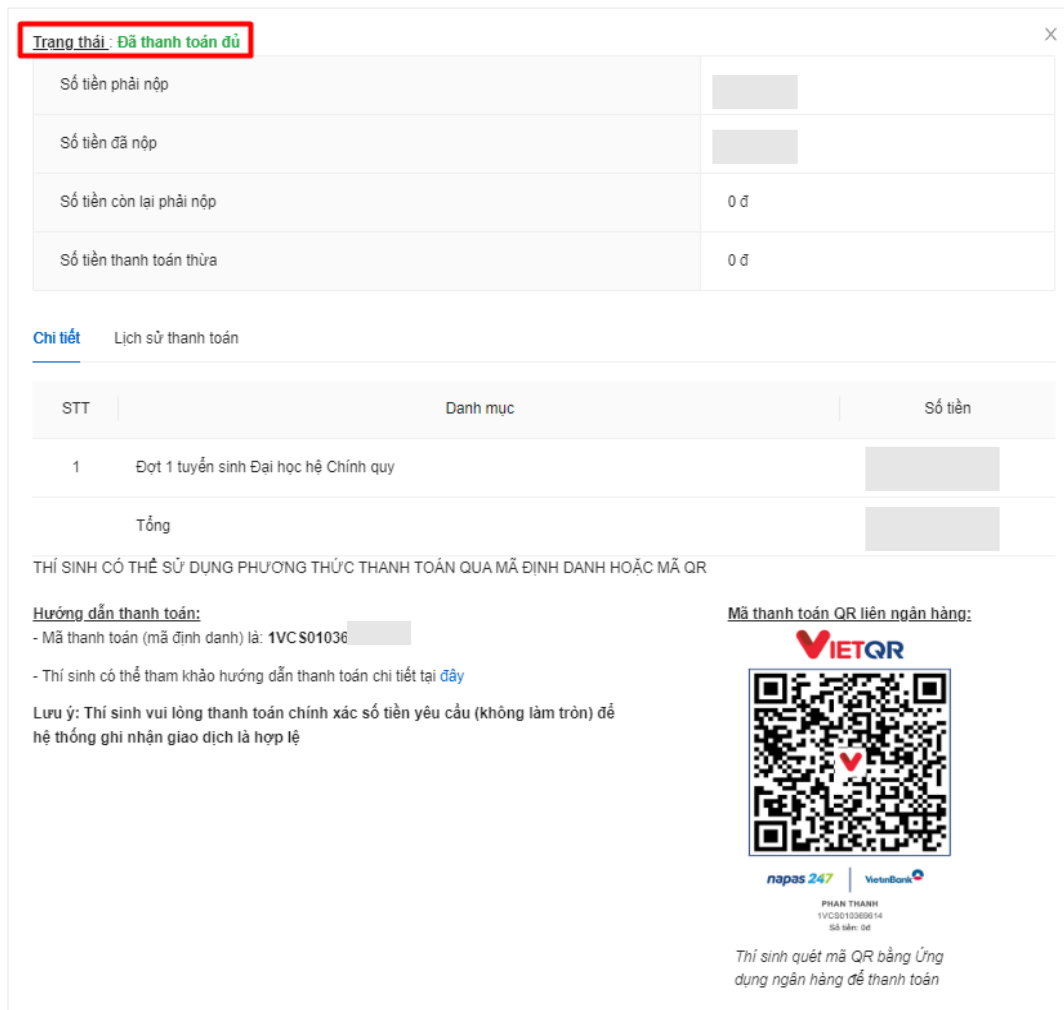 Trạng thái : Đã thanh toán đủ
Số tiền phải nộp
Số tiền đã nộp
Số tiền còn lại phải nộp 0 đ
Số tiền thanh toán thừa 0 đ
Chi tiết Lịch sử thanh toán
STT Danh mục Số tiền
1 Đợt 1 tuyển sinh Đại học hệ Chính quy
Tổng
THÍ SINH CÓ THỂ SỬ DỤNG PHƯƠNG THỨC THANH TOÁN QUA MÃ ĐỊNH DANH HOẶC MÃ QR
Hướng dẫn thanh toán:
- Mã thanh toán (mã định danh) là: 1VCS01036
- Thí sinh có thể tham khảo hướng dẫn thanh toán chi tiết tại đây
Lưu ý: Thí sinh vui lòng thanh toán chính xác số tiền yêu cầu (không làm tròn) để
hệ thống ghi nhận giao dịch là hợp lệ
Mã thanh toán QR liên ngân hàng:
VIETQR
napas 247 VietinBank
PHAN THANH
1VCS010369614
Số tiền: 0đ
Thí sinh quét mã QR bằng Ứng
dụng ngân hàng để thanh toán